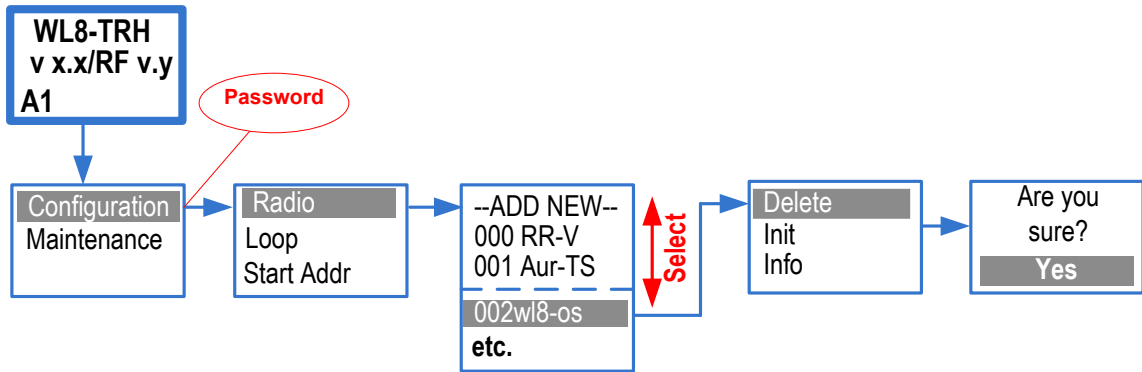 WL8-TRH
v x.x/RF v.y
A1
Password
Configuration
Maintenance
Radio
Loop
Start Addr
--ADD NEW--
000 RR-V
001 Aur-TS
002wl8-os
etc.
Select
Delete
Init
Info
Are you
sure?
Yes